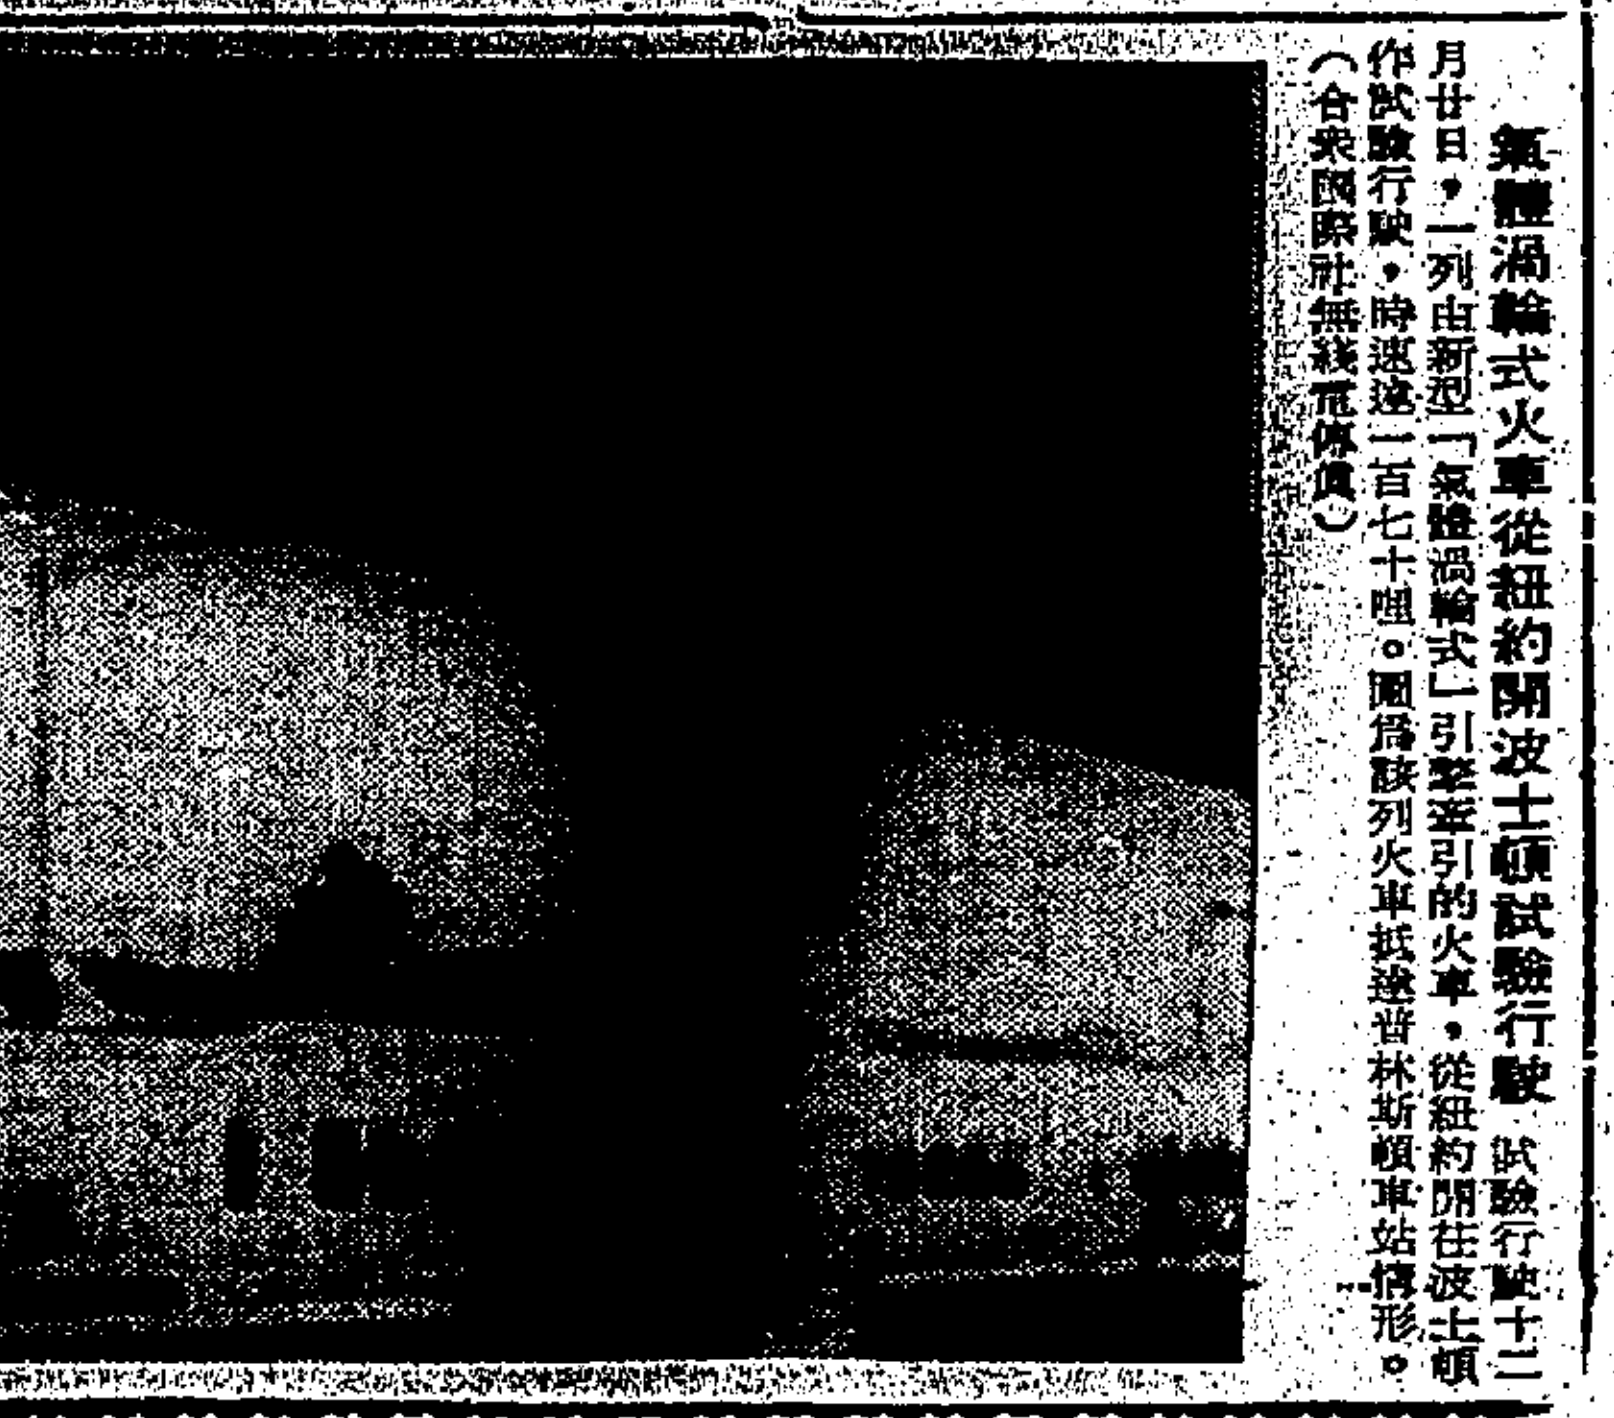 氣體渦輪式火車從紐約開波士頓試驗行駛 試驗行駛十二
月廿日，一列由新型「氣體渦輪式」引擎牽引的火車，從紐約開往波士頓
作試驗行駛，時速達一百七十哩。圖爲該列火車抵達普林斯頓車站情形。
（合衆國際社無綫電傳眞）